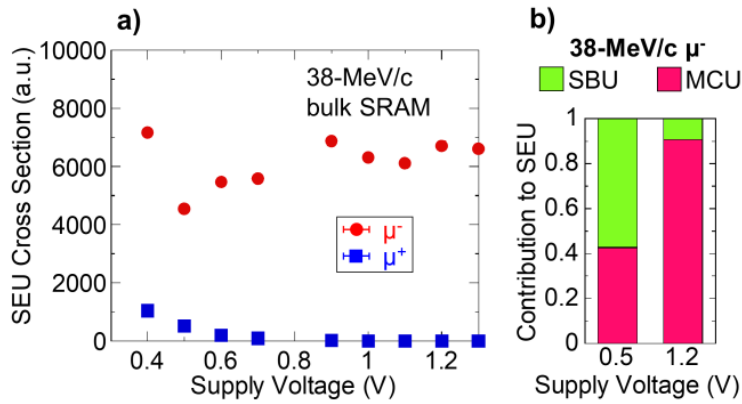 a)
SEU Cross Section (a.u.)
10000
8000
6000
4000
2000
0
38-MeV/c
bulk SRAM
μ-
μ+
0.4 0.6 0.8 1 1.2
Supply Voltage (V)
b)
38-MeV/c μ-
SBU MCU
Contribution to SEU
1
0.8
0.6
0.4
0.2
0
0.5 1.2
Supply Voltage (V)